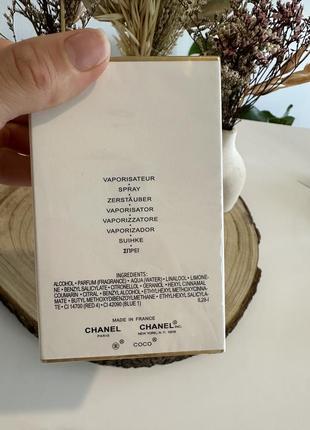 VAPORISATEUR
SPRAY
ZERSTÄUBER
VAPORISATOR
VAPORIZZATORE
VAPORIZADOR
SUIHKE
ΣΠΡΕΪ
INGREDIENTS:
ALCOHOL • PARFUM (FRAGRANCE) • AQUA (WATER) • LINALOOL • LIMONE-
NE • BENZYL SALICYLATE • CITRONELLOL • GERANIOL • HEXYL CINNAMAL
COUMARIN • CITRAL • BENZYL ALCOHOL • ETHYLHEXYL METHOXYCINNA-
MATE • BUTYL METHOXYDIBENZOYLMETHANE • ETHYLHEXYL SALICYLA-
TE • CI 14700 (RED 4) • CI 42090 (BLUE 1)
MADE IN FRANCE
CHANEL CHANEL INC.
PARIS NEW YORK, N.Y. 10019
COCO